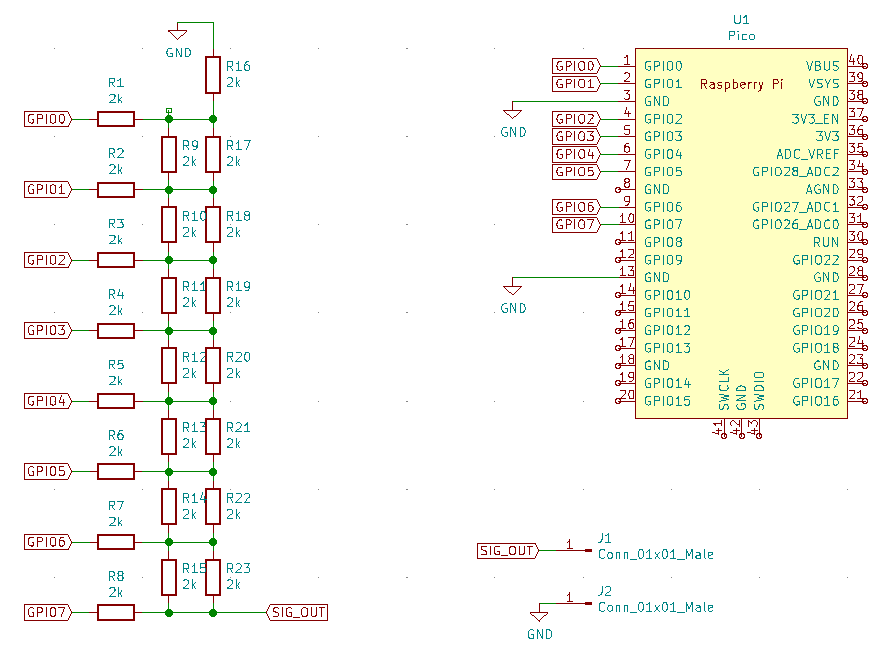 GND
R16
2k
R1
2k
GPIO0
R9
2k
R17
2k
R2
2k
GPIO1
R10
2k
R18
2k
R3
2k
GPIO2
R11
2k
R19
2k
R4
2k
GPIO3
R12
2k
R20
2k
R5
2k
GPIO4
R13
2k
R21
2k
R6
2k
GPIO5
R14
2k
R22
2k
R7
2k
GPIO6
R15
2k
R23
2k
R8
2k
GPIO7
SIG_OUT
U1
Pico
Raspberry Pi
GPIO0 1 GPIO0
GPIO1 2 GPIO1
3 GND
GND
GPIO2 4 GPIO2
GPIO3 5 GPIO3
GPIO4 6 GPIO4
GPIO5 7 GPIO5
8 GND
GPIO6 9 GPIO6
GPIO7 10 GPIO7
11 GPIO8
12 GPIO9
13 GND
GND
14 GPIO10
15 GPIO11
16 GPIO12
17 GPIO13
18 GND
19 GPIO14
20 GPIO15
VBUS 40
VSYS 39
GND 38
3V3_EN 37
3V3 36
ADC_VREF 35
GPIO28_ADC2 34
AGND 33
GPIO27_ADC1 32
GPIO26_ADC0 31
RUN 30
GPIO22 29
GND 28
GPIO21 27
GPIO20 26
GPIO19 25
GPIO18 24
GND 23
GPIO17 22
GPIO16 21
SWCLK 41
GND 42
SWDIO 43
SIG_OUT 1 J1
Conn_01x01_Male
1 J2
Conn_01x01_Male
GND